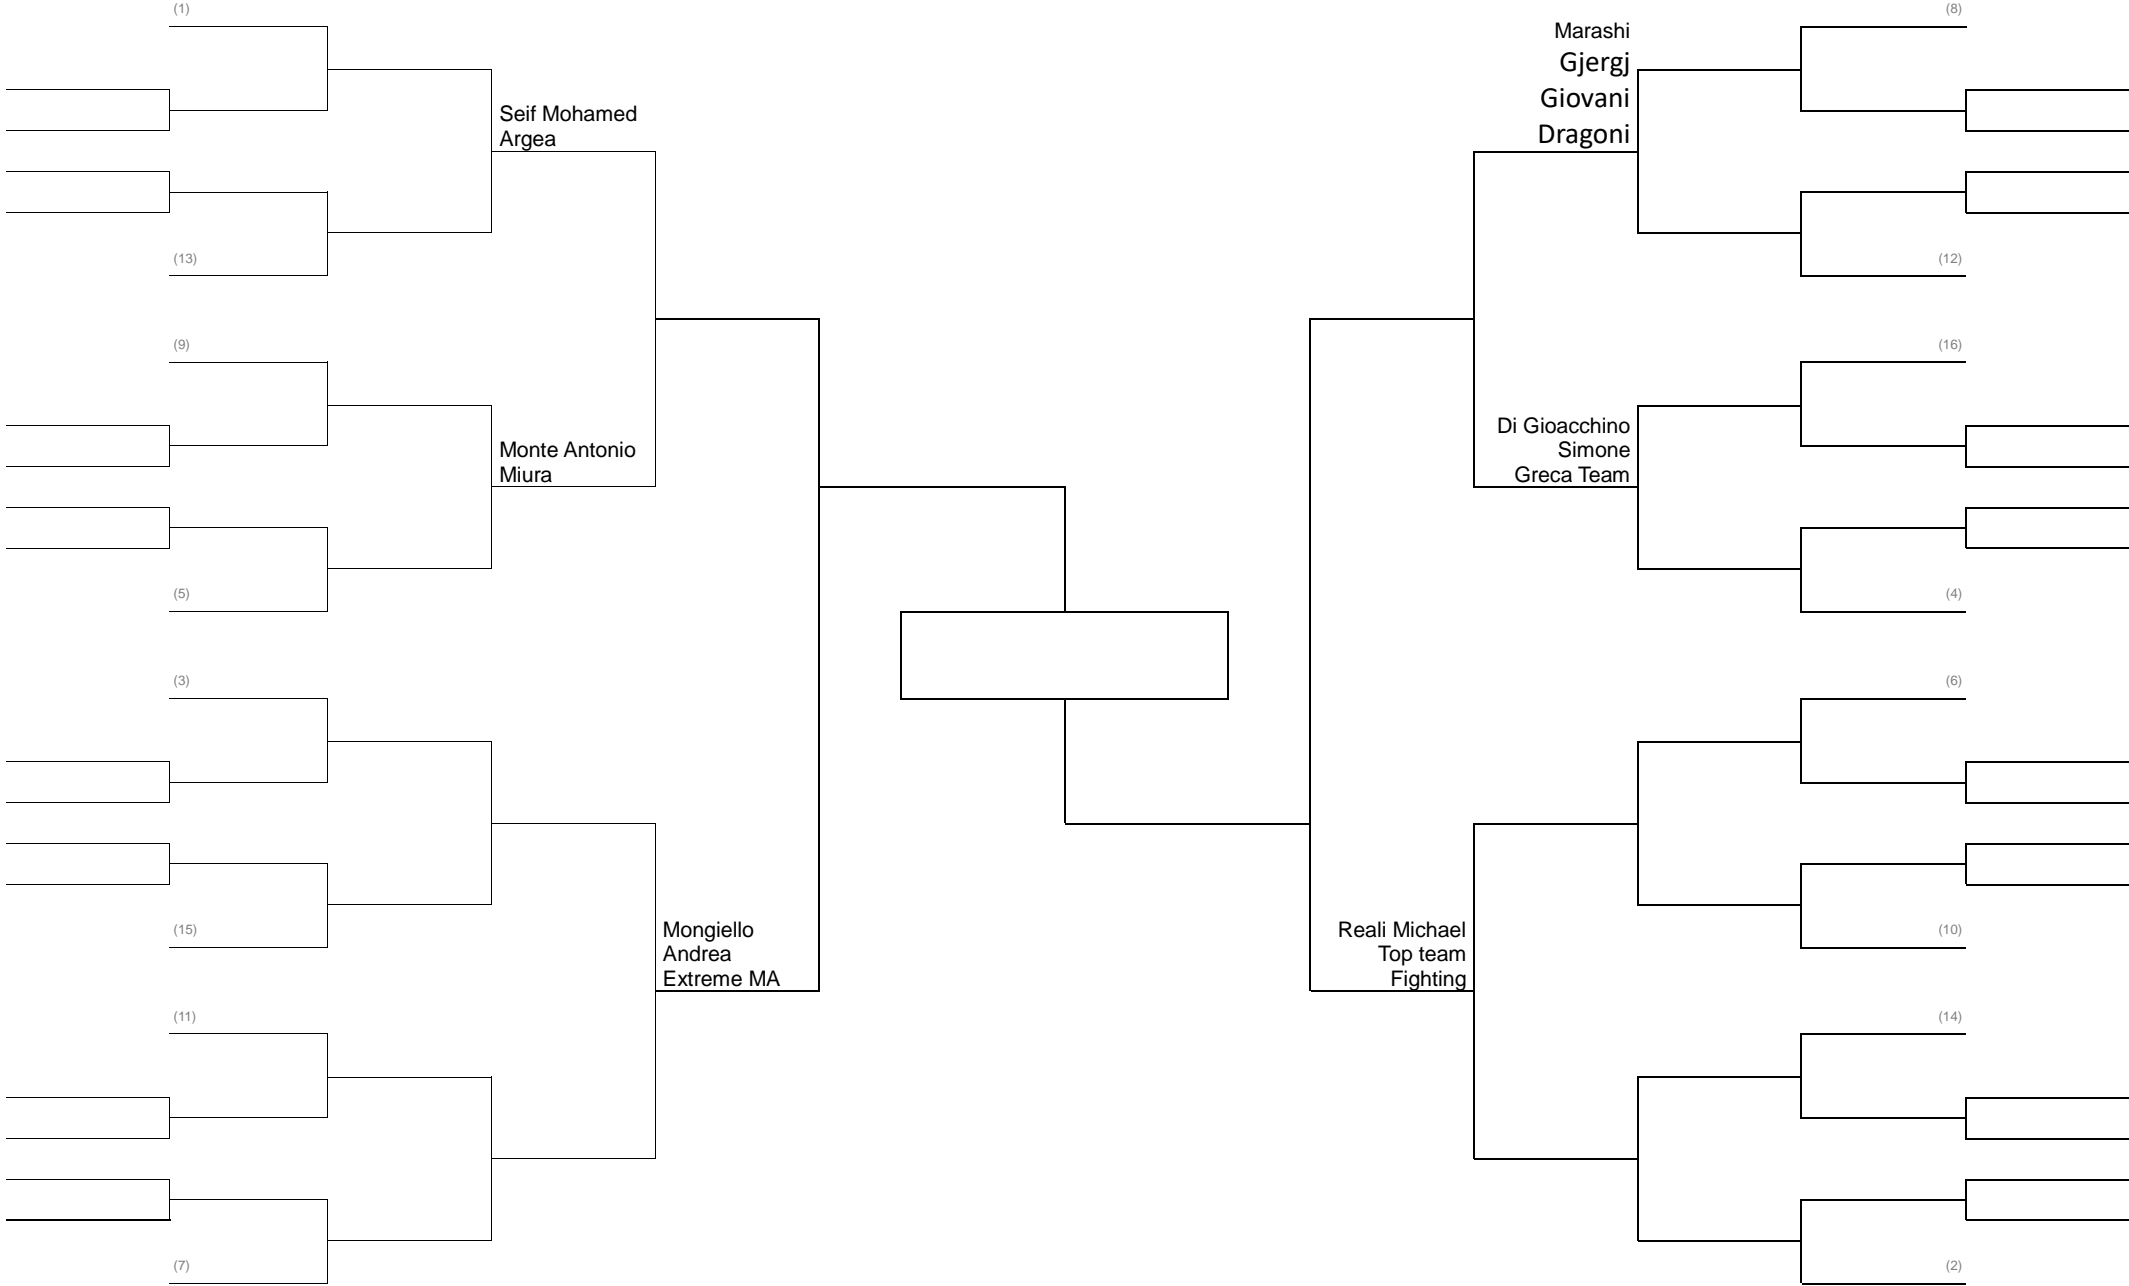 (1)
(8)
Marashi
Gjergj
Giovani
Dragoni
Seif Mohamed
Argea
(13)
(12)
(9)
(16)
Monte Antonio
Miura
Di Gioacchino
Simone
Greca Team
(5)
(4)
(3)
(6)
(15)
(10)
Mongiello
Andrea
Extreme MA
Reali Michael
Top team
Fighting
(11)
(14)
(7)
(2)